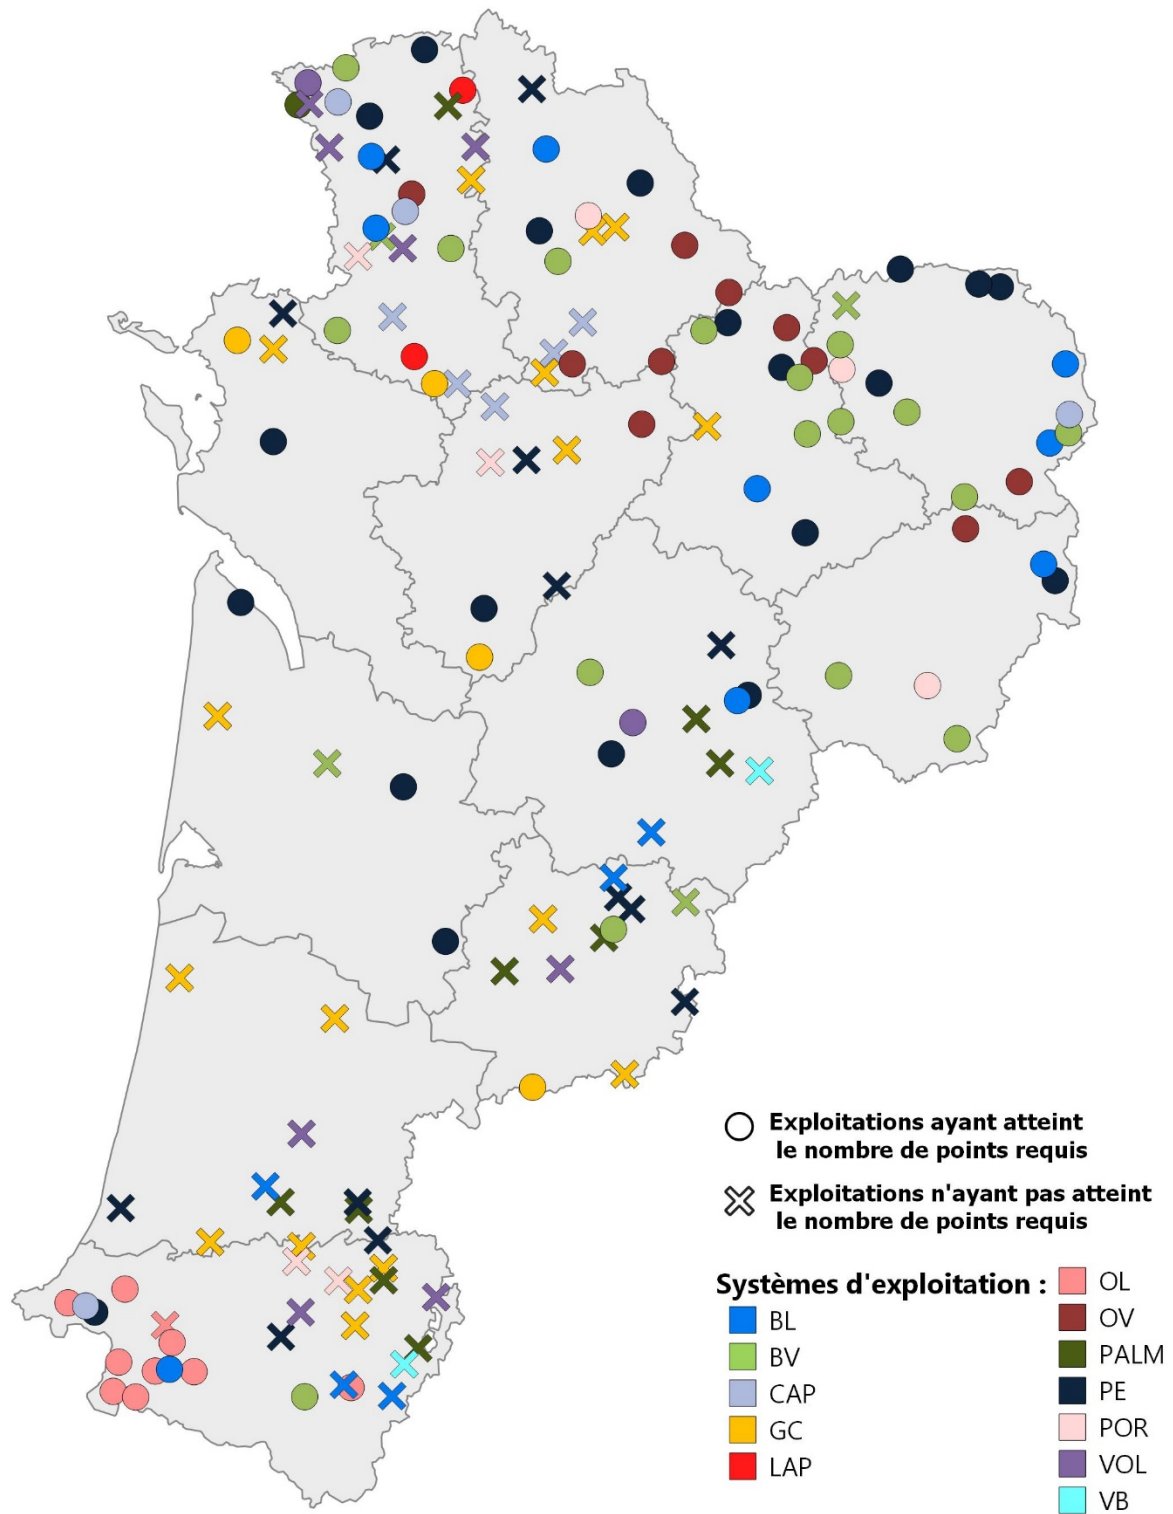 Exploitations ayant atteint
le nombre de points requis
Exploitations n'ayant pas atteint
le nombre de points requis
Systèmes d'exploitation :
BL
BV
CAP
GC
LAP
OL
OV
PALM
PE
POR
VOL
VB